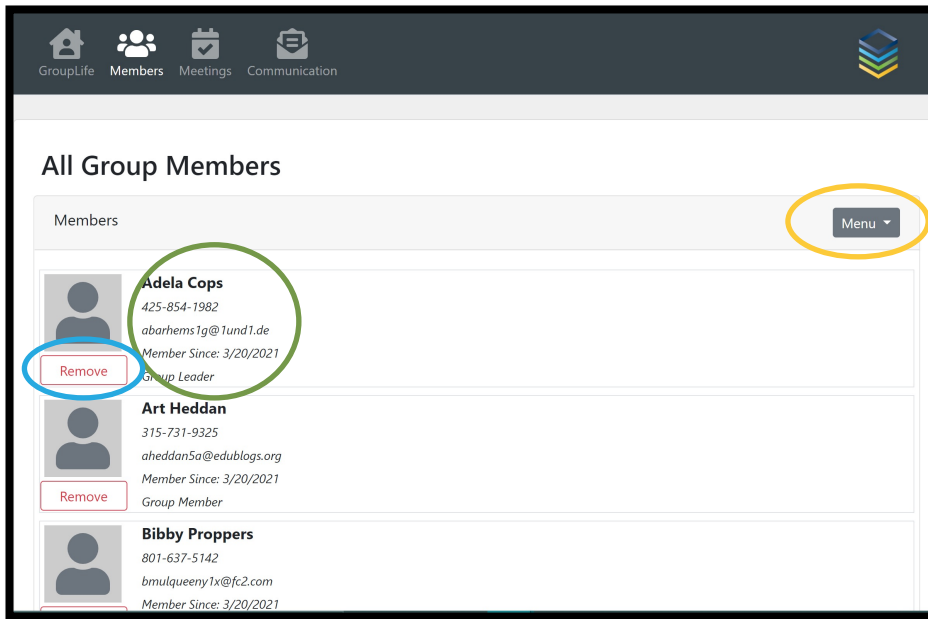 GroupLife Members Meetings Communication
All Group Members
Members
Menu
Adela Cops
425-854-1982
abarhems1g@1und1.de
Member Since: 3/20/2021
Group Leader
Remove
Art Heddan
315-731-9325
aheddan5a@edublogs.org
Member Since: 3/20/2021
Group Member
Remove
Bibby Proppers
801-637-5142
bmulqueeny1x@fc2.com
Member Since: 3/20/2021